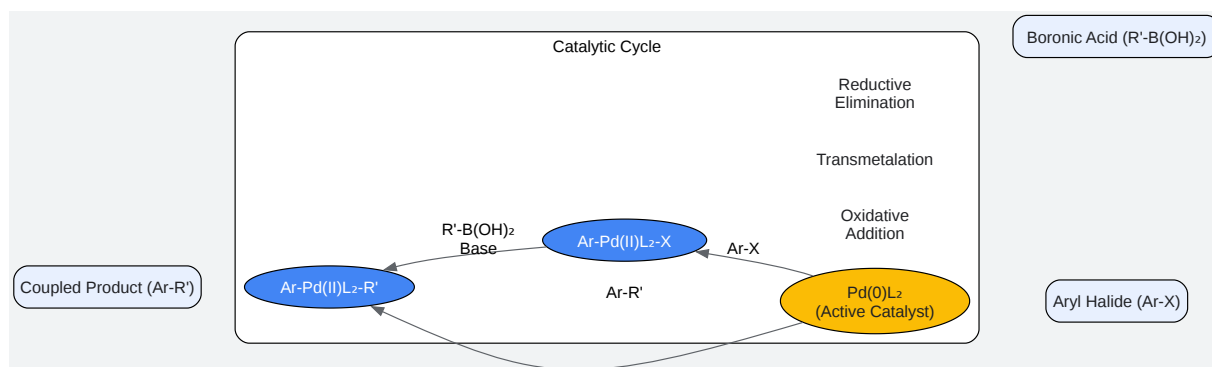 Catalytic Cycle
Boronic Acid (R'-B(OH)₂)
Reductive
Elimination
Transmetalation
Oxidative
Addition
R'-B(OH)₂
Base
Ar-Pd(II)L₂-X
Ar-X
Coupled Product (Ar-R')
Ar-Pd(II)L₂-R'
Ar-R'
Pd(0)L₂
(Active Catalyst)
Aryl Halide (Ar-X)